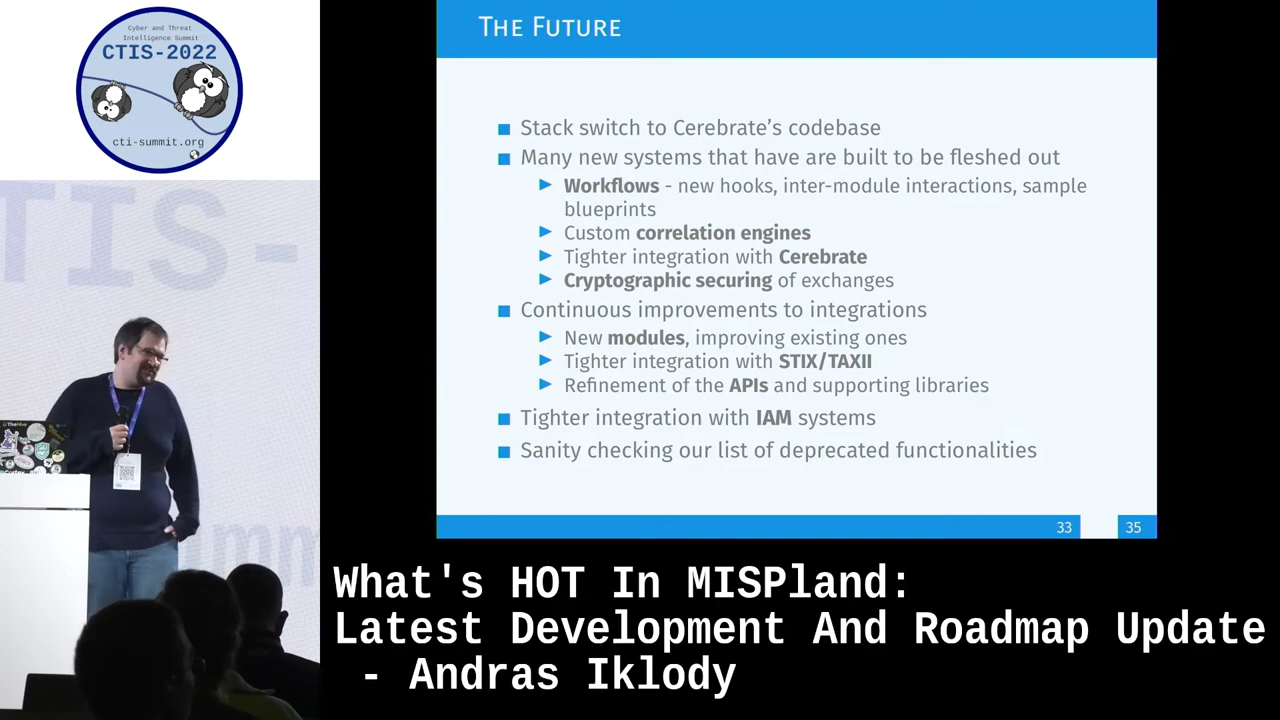 Cyber and Threat
Intelligence Summit
CTIS-2022
cti-summit.org
TIS-
umm
TheHive
Cortex
The Future
Stack switch to Cerebrate's codebase
Many new systems that have are built to be fleshed out
Workflows - new hooks, inter-module interactions, sample
blueprints
Custom correlation engines
Tighter integration with Cerebrate
Cryptographic securing of exchanges
Continuous improvements to integrations
New modules, improving existing ones
Tighter integration with STIX/TAXII
Refinement of the APIs and supporting libraries
Tighter integration with IAM systems
Sanity checking our list of deprecated functionalities
33 35
What's HOT In MISPland:
Latest Development And Roadmap Update
- Andras Iklody